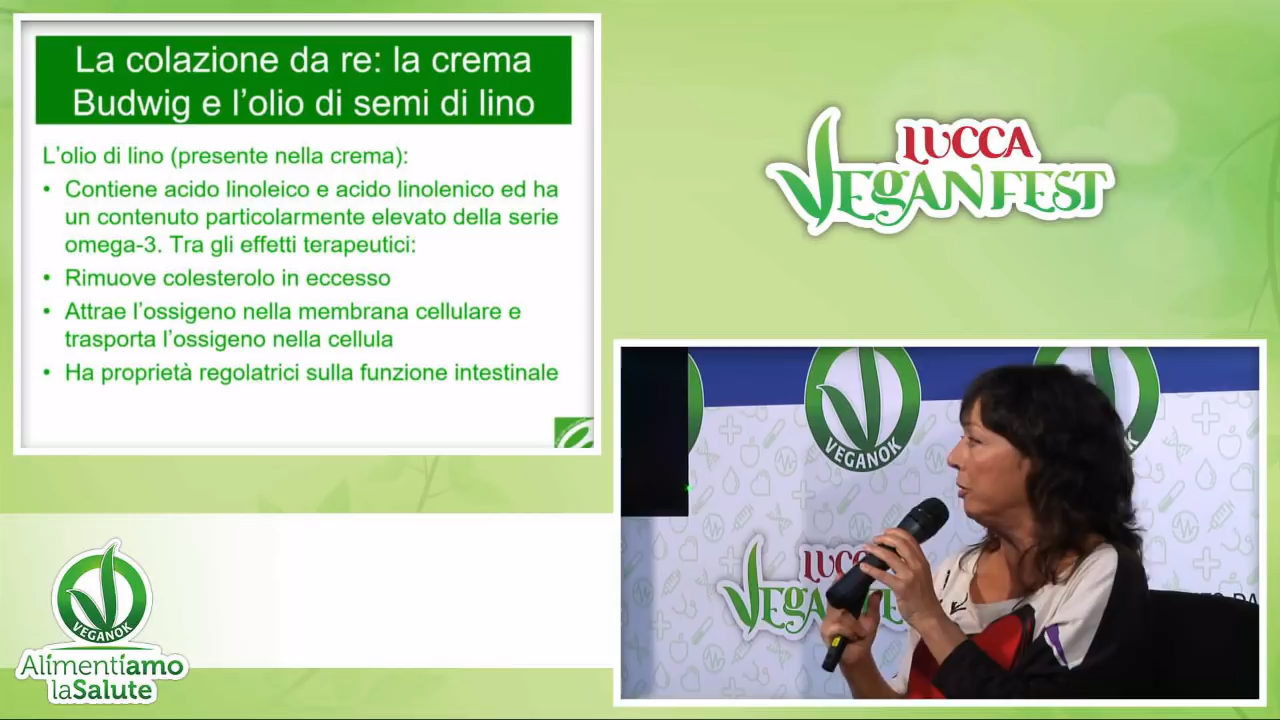 La colazione da re: la crema
Budwig e l'olio di semi di lino
L'olio di lino (presente nella crema):
• Contiene acido linoleico e acido linolenico ed ha
un contenuto particolarmente elevato della serie
omega-3. Tra gli effetti terapeutici:
• Rimuove colesterolo in eccesso
• Attrae l'ossigeno nella membrana cellulare e
trasporta l'ossigeno nella cellula
• Ha proprietà regolatrici sulla funzione intestinale
LUCCA
VEGANFEST
VEGANOK
LUCC
VEGANFE
VEGANOK
AlimentIamo
laSalute